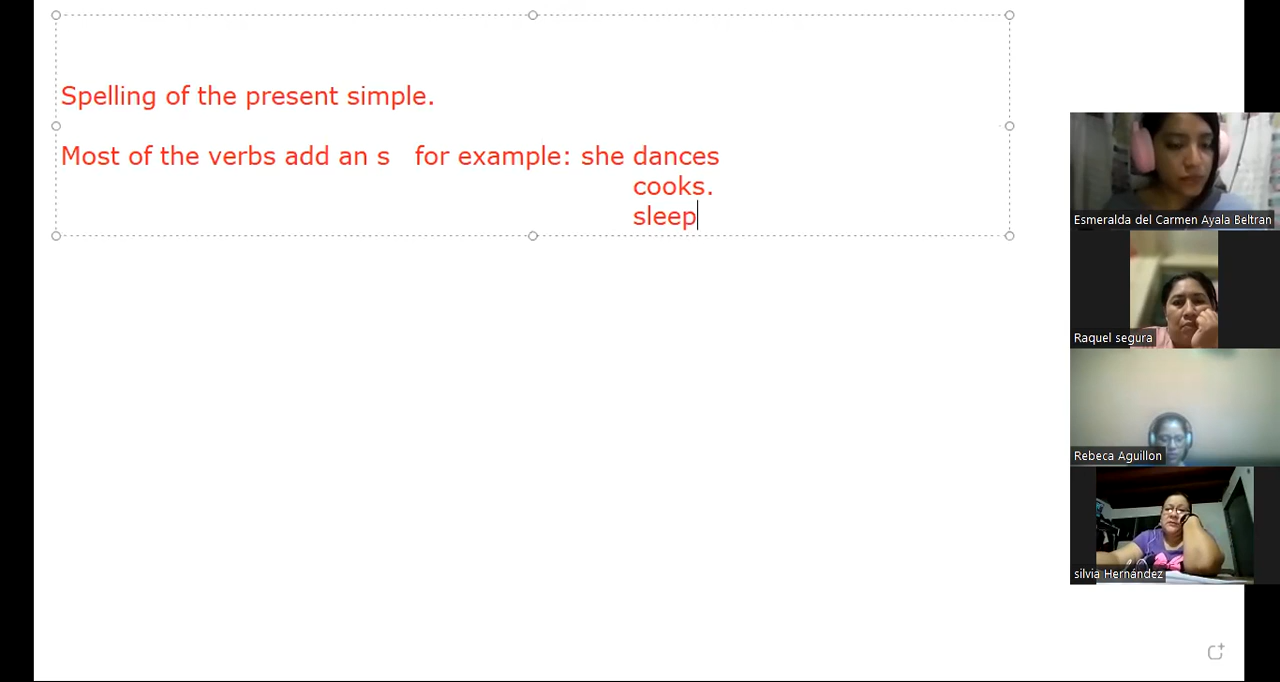 Spelling of the present simple.
Most of the verbs add an s   for example: she dances
cooks.
sleep
Esmeralda del Carmen Ayala Beltran
Raquel segura
Rebeca Aguillon
silvia Hernández